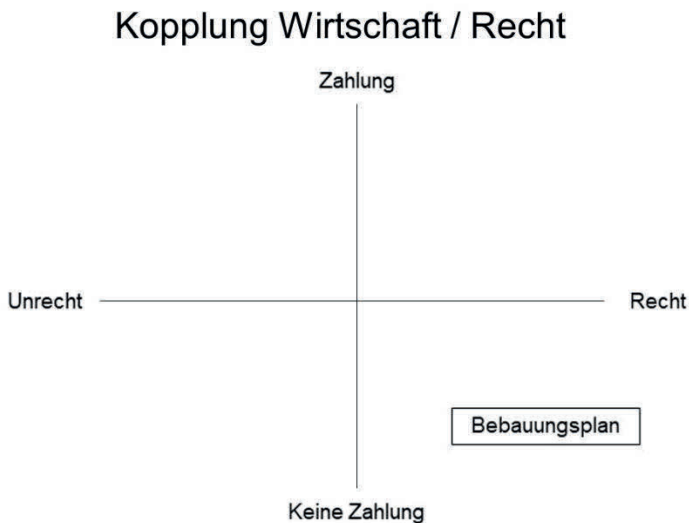 Kopplung Wirtschaft / Recht
Zahlung
Unrecht
Recht
Bebauungsplan
Keine Zahlung